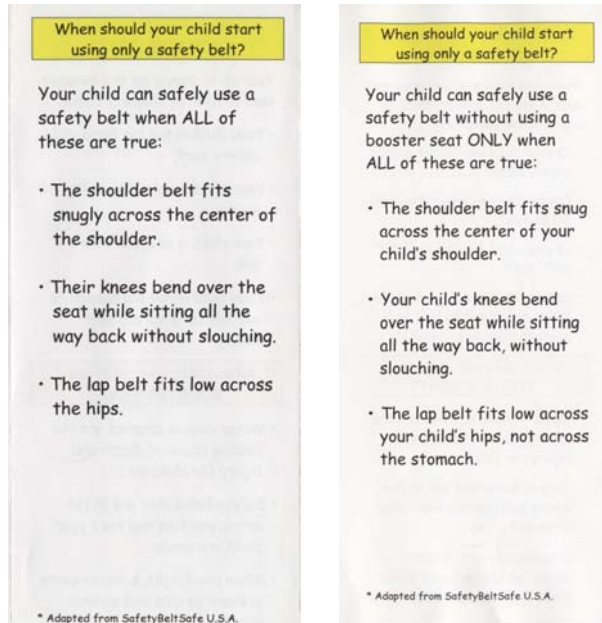 When should your child start
using only a safety belt?
Your child can safely use a
safety belt when ALL of
these are true:
· The shoulder belt fits
snugly across the center of
the shoulder.
· Their knees bend over the
seat while sitting all the
way back without slouching.
· The lap belt fits low across
the hips.
* Adapted from SafetyBeltSafe U.S.A.
When should your child start
using only a safety belt?
Your child can safely use a
safety belt without using a
booster seat ONLY when
ALL of these are true:
· The shoulder belt fits snug
across the center of your
child's shoulder.
· Your child's knees bend
over the seat while sitting
all the way back, without
slouching.
· The lap belt fits low across
your child's hips, not across
the stomach.
* Adapted from SafetyBeltSafe U.S.A.